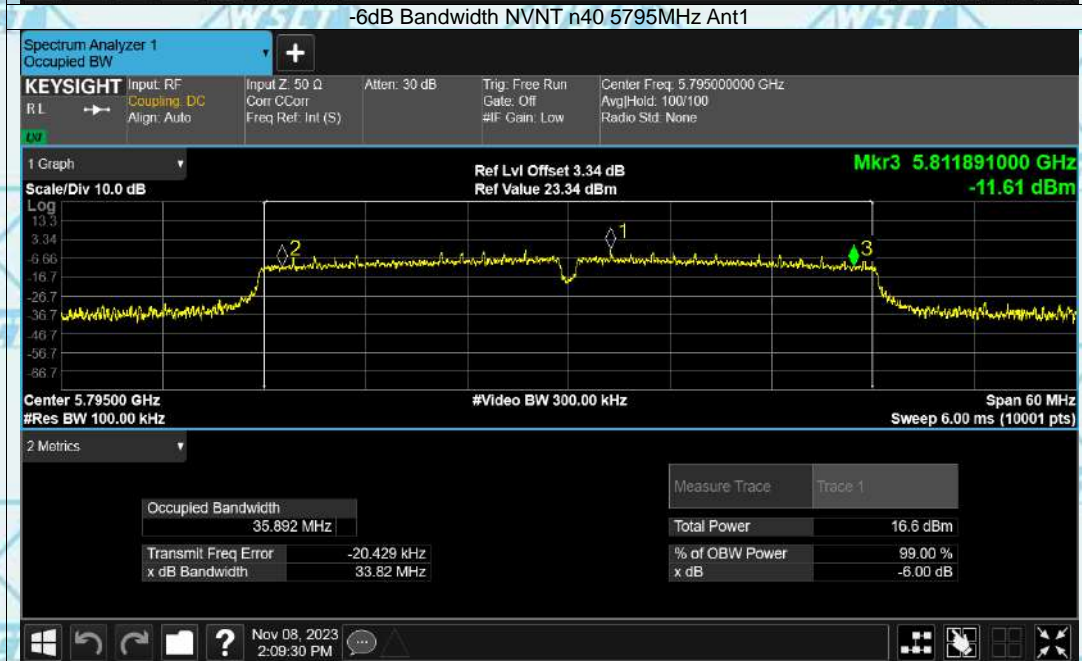 -6dB Bandwidth NVNT n40 5795MHz Ant1
Spectrum Analyzer 1
Occupied BW
+
KEYSIGHT Input: RF Input Z: 50 Ω Atten: 30 dB Trig: Free Run Center Freq: 5.795000000 GHz
R L Coupling: DC Corr CCorr Gate: Off Avg|Hold: 100/100
Align: Auto Freq Ref: Int (S) #IF Gain: Low Radio Std: None
LXI
1 Graph Ref Lvl Offset 3.34 dB Mkr3 5.811891000 GHz
Scale/Div 10.0 dB Ref Value 23.34 dBm -11.61 dBm
Log
13.3
3.34
-6.66
-16.7
-26.7
-36.7
-46.7
-56.7
-66.7
2 1 3
Center 5.79500 GHz #Video BW 300.00 kHz Span 60 MHz
#Res BW 100.00 kHz Sweep 6.00 ms (10001 pts)
2 Metrics
Measure Trace Trace 1
Occupied Bandwidth
35.892 MHz Total Power 16.6 dBm
Transmit Freq Error -20.429 kHz % of OBW Power 99.00 %
x dB Bandwidth 33.82 MHz x dB -6.00 dB
? Nov 08, 2023
2:09:30 PM